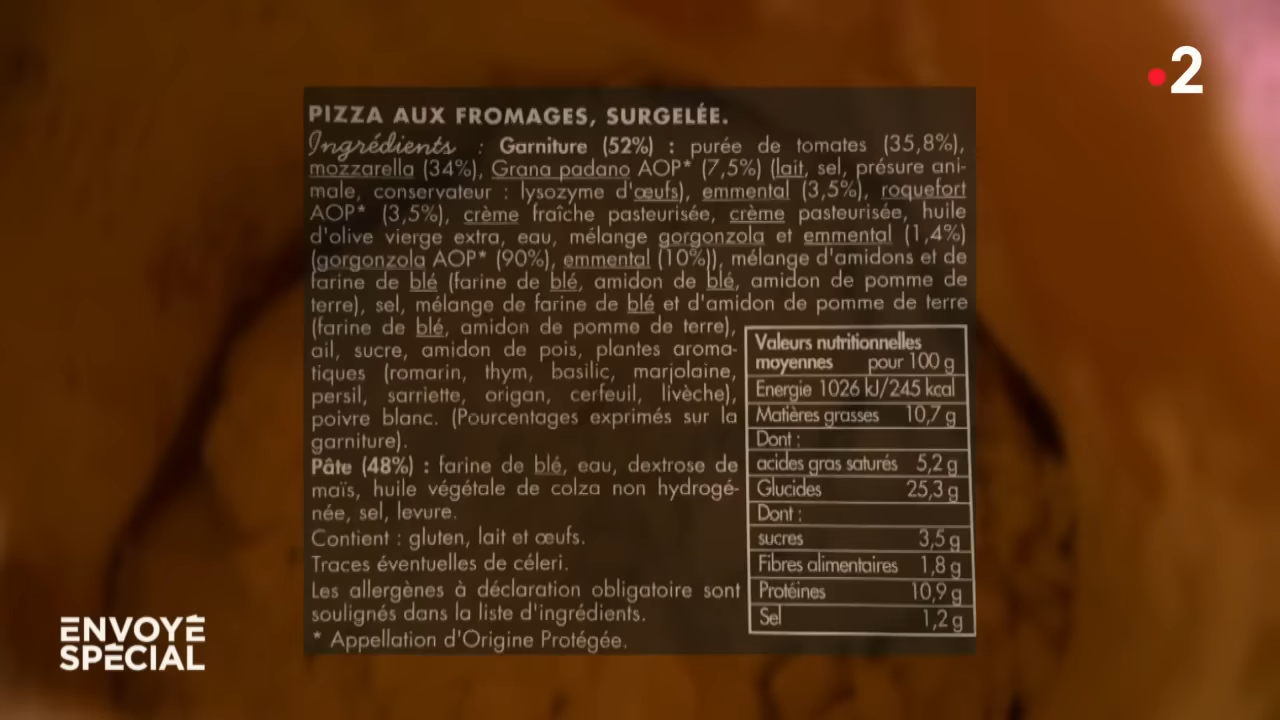 2
PIZZA AUX FROMAGES, SURGELÉE.
Ingrédients : Garniture (52%) : purée de tomates (35,8%),
mozzarella (34%), Grana padano AOP* (7,5%) (lait, sel, présure ani-
male, conservateur : lysozyme d'œufs), emmental (3,5%), roquefort
AOP* (3,5%), crème fraîche pasteurisée, crème pasteurisée, huile
d'olive vierge extra, eau, mélange gorgonzola et emmental (1,4%)
(gorgonzola AOP* (90%), emmental (10%)), mélange d'amidons et de
farine de blé (farine de blé, amidon de blé, amidon de pomme de
terre), sel, mélange de farine de blé et d'amidon de pomme de terre
(farine de blé, amidon de pomme de terre),
ail, sucre, amidon de pois, plantes aroma-
tiques (romarin, thym, basilic, marjolaine,
persil, sarriette, origan, cerfeuil, livèche),
poivre blanc. (Pourcentages exprimés sur la
garniture).
Pâte (48%) : farine de blé, eau, dextrose de
maïs, huile végétale de colza non hydrogé-
née, sel, levure.
Contient : gluten, lait et œufs.
Traces éventuelles de céleri.
Les allergènes à déclaration obligatoire sont
soulignés dans la liste d'ingrédients.
* Appellation d'Origine Protégée.
Valeurs nutritionnelles
moyennes pour 100 g
Energie 1026 kJ/245 kcal
Matières grasses 10,7 g
Dont :
acides gras saturés 5,2 g
Glucides 25,3 g
Dont :
sucres 3,5 g
Fibres alimentaires 1,8 g
Protéines 10,9 g
Sel 1,2 g
ENVOYÉ
SPÉCIAL